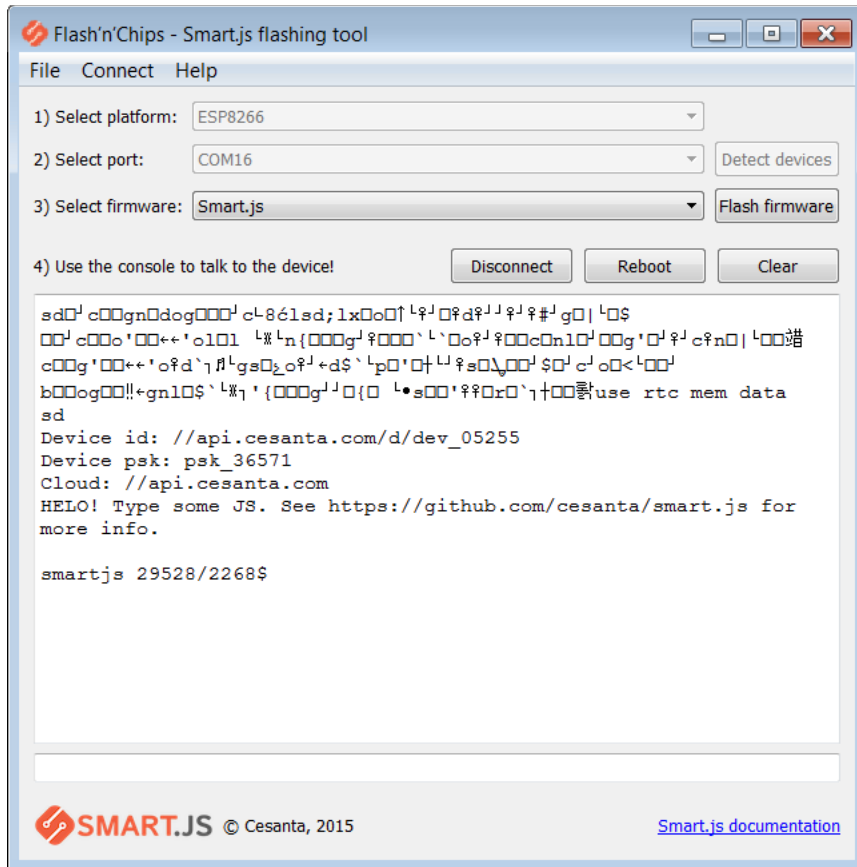 Flash'n'Chips - Smart.js flashing tool
File Connect Help
1) Select platform: ESP8266
2) Select port: COM16 Detect devices
3) Select firmware: Smart.js Flash firmware
4) Use the console to talk to the device! Disconnect Reboot Clear
use rtc mem data
sd
Device id: //api.cesanta.com/d/dev_05255
Device psk: psk_36571
Cloud: //api.cesanta.com
HELO! Type some JS. See https://github.com/cesanta/smart.js for
more info.
smartjs 29528/2268$
SMART.JS © Cesanta, 2015 Smart.js documentation